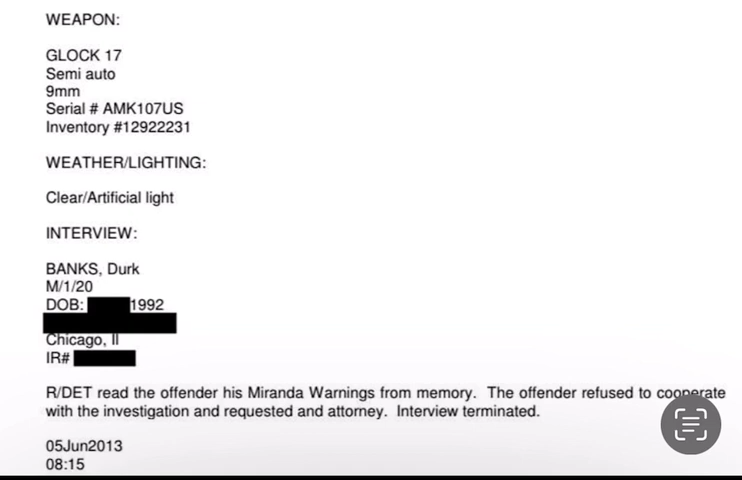 WEAPON:
GLOCK 17
Semi auto
9mm
Serial # AMK107US
Inventory #12922231
WEATHER/LIGHTING:
Clear/Artificial light
INTERVIEW:
BANKS, Durk
M/1/20
DOB: 1992
Chicago, Il
IR#
R/DET read the offender his Miranda Warnings from memory. The offender refused to cooperate
with the investigation and requested and attorney. Interview terminated.
05Jun2013
08:15